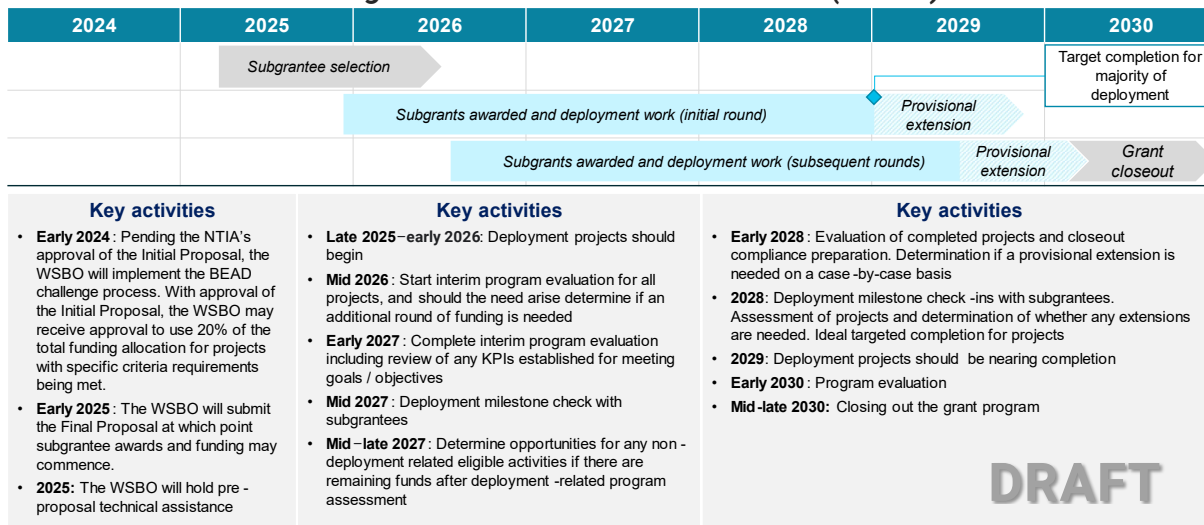 2024 2025 2026 2027 2028 2029 2030
Subgrantee selection
Target completion for
majority of
deployment
Subgrants awarded and deployment work (initial round)
Provisional
extension
Subgrants awarded and deployment work (subsequent rounds)
Provisional
extension
Grant
closeout
Key activities
• Early 2024: Pending the NTIA's
approval of the Initial Proposal, the
WSBO will implement the BEAD
challenge process. With approval of
the Initial Proposal, the WSBO may
receive approval to use 20% of the
total funding allocation for projects
with specific criteria requirements
being met.
• Early 2025: The WSBO will submit
the Final Proposal at which point
subgrantee awards and funding may
commence.
• 2025: The WSBO will hold pre-
proposal technical assistance
Key activities
• Late 2025–early 2026: Deployment projects should
begin
• Mid 2026: Start interim program evaluation for all
projects, and should the need arise determine if an
additional round of funding is needed
• Early 2027: Complete interim program evaluation
including review of any KPIs established for meeting
goals / objectives
• Mid 2027: Deployment milestone check with
subgrantees
• Mid–late 2027: Determine opportunities for any non-
deployment related eligible activities if there are
remaining funds after deployment-related program
assessment
Key activities
• Early 2028: Evaluation of completed projects and closeout
compliance preparation. Determination if a provisional extension is
needed on a case-by-case basis
• 2028: Deployment milestone check-ins with subgrantees.
Assessment of projects and determination of whether any extensions
are needed. Ideal targeted completion for projects
• 2029: Deployment projects should be nearing completion
• Early 2030: Program evaluation
• Mid-late 2030: Closing out the grant program
DRAFT